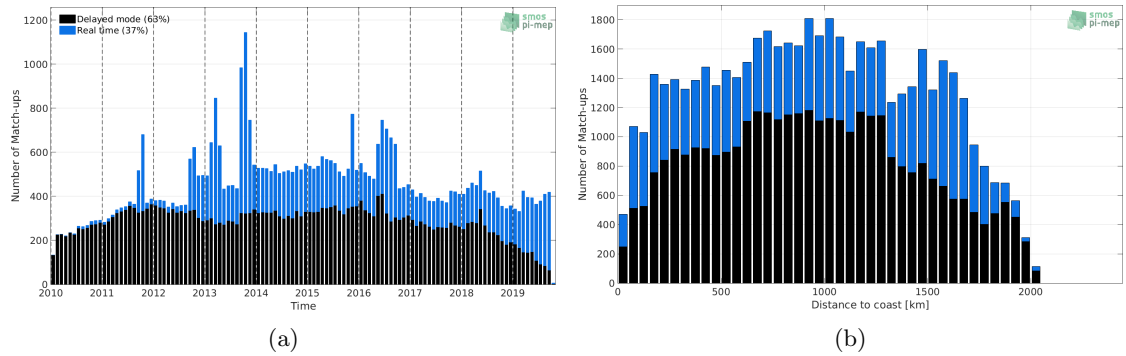 Delayed mode (63%)
Real time (37%)
smos
pi-mep
Number of Match-ups
1200
1000
800
600
400
200
0
2010 2011 2012 2013 2014 2015 2016 2017 2018 2019
Time
(a)
smos
pi-mep
Number of Match-ups
1800
1600
1400
1200
1000
800
600
400
200
0
0 500 1000 1500 2000
Distance to coast [km]
(b)